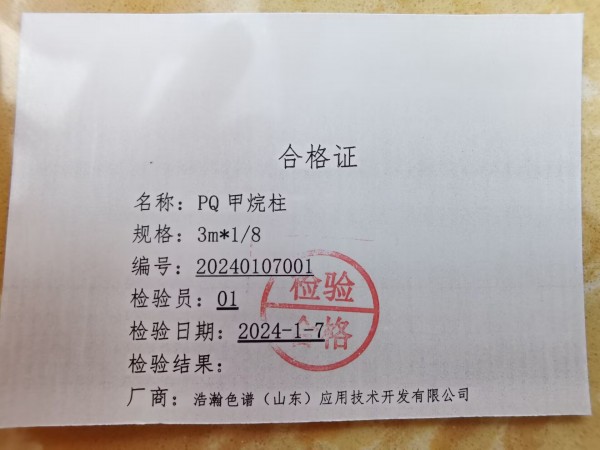 合格证
名称：PQ 甲烷柱
规格：3m*1/8
编号：20240107001
检验员：01
检验日期：2024-1-7
检验结果：
检验
合格
厂商：浩瀚色谱（山东）应用技术开发有限公司